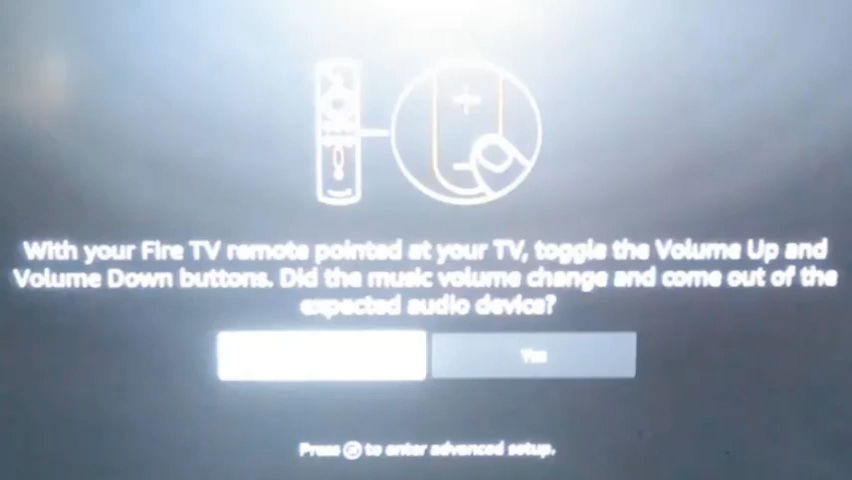 With your Fire TV remote pointed at your TV, toggle the Volume Up and
Volume Down buttons. Did the music volume change and come out of the
expected audio device?
Yes
Press to enter advanced setup.